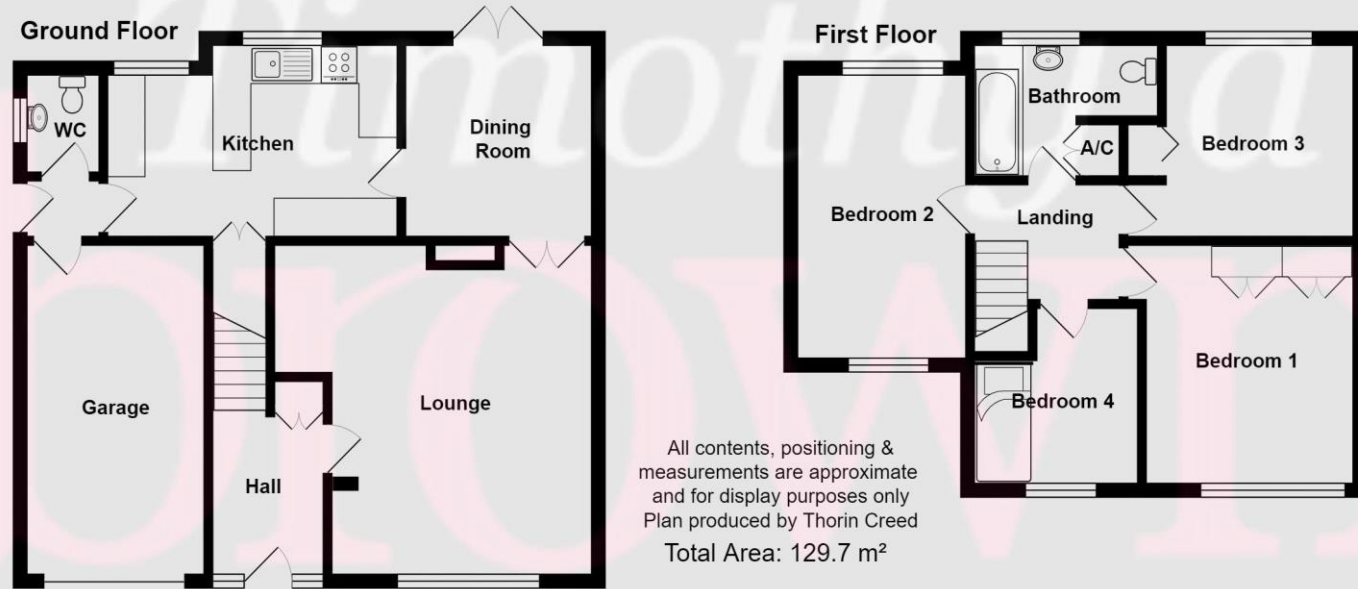 Timothy a
brown
Ground Floor
WC
Kitchen
Dining
Room
Garage
Hall
Lounge
First Floor
Bathroom
A/C
Bedroom 3
Bedroom 2
Landing
Bedroom 1
Bedroom 4
All contents, positioning &
measurements are approximate
and for display purposes only
Plan produced by Thorin Creed
Total Area: 129.7 m²